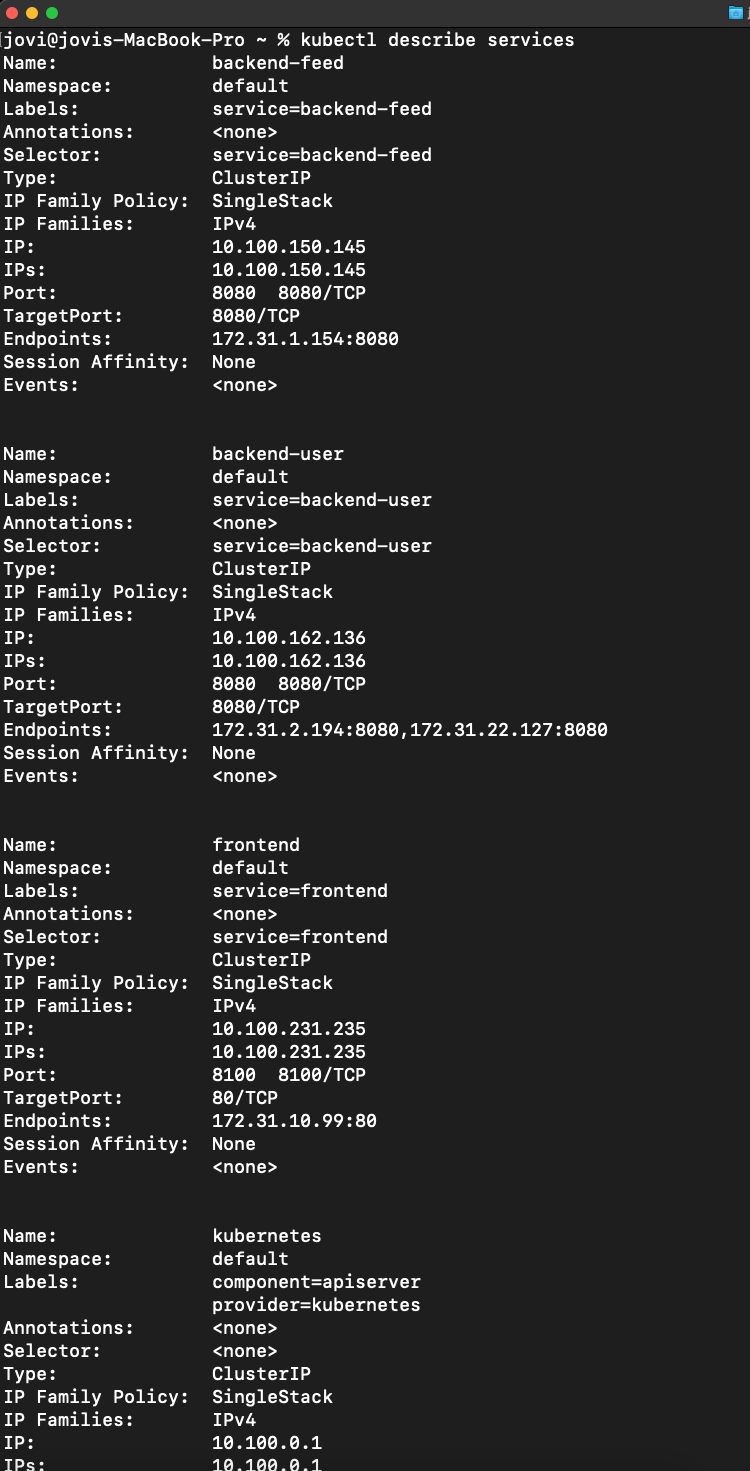 jovi@jovis-MacBook-Pro ~ % kubectl describe services
Name:              backend-feed
Namespace:         default
Labels:            service=backend-feed
Annotations:       <none>
Selector:          service=backend-feed
Type:              ClusterIP
IP Family Policy:  SingleStack
IP Families:       IPv4
IP:                10.100.150.145
IPs:               10.100.150.145
Port:              8080  8080/TCP
TargetPort:        8080/TCP
Endpoints:         172.31.1.154:8080
Session Affinity:  None
Events:            <none>

Name:              backend-user
Namespace:         default
Labels:            service=backend-user
Annotations:       <none>
Selector:          service=backend-user
Type:              ClusterIP
IP Family Policy:  SingleStack
IP Families:       IPv4
IP:                10.100.162.136
IPs:               10.100.162.136
Port:              8080  8080/TCP
TargetPort:        8080/TCP
Endpoints:         172.31.2.194:8080,172.31.22.127:8080
Session Affinity:  None
Events:            <none>

Name:              frontend
Namespace:         default
Labels:            service=frontend
Annotations:       <none>
Selector:          service=frontend
Type:              ClusterIP
IP Family Policy:  SingleStack
IP Families:       IPv4
IP:                10.100.231.235
IPs:               10.100.231.235
Port:              8100  8100/TCP
TargetPort:        80/TCP
Endpoints:         172.31.10.99:80
Session Affinity:  None
Events:            <none>

Name:              kubernetes
Namespace:         default
Labels:            component=apiserver
                   provider=kubernetes
Annotations:       <none>
Selector:          <none>
Type:              ClusterIP
IP Family Policy:  SingleStack
IP Families:       IPv4
IP:                10.100.0.1
IPs:               10.100.0.1